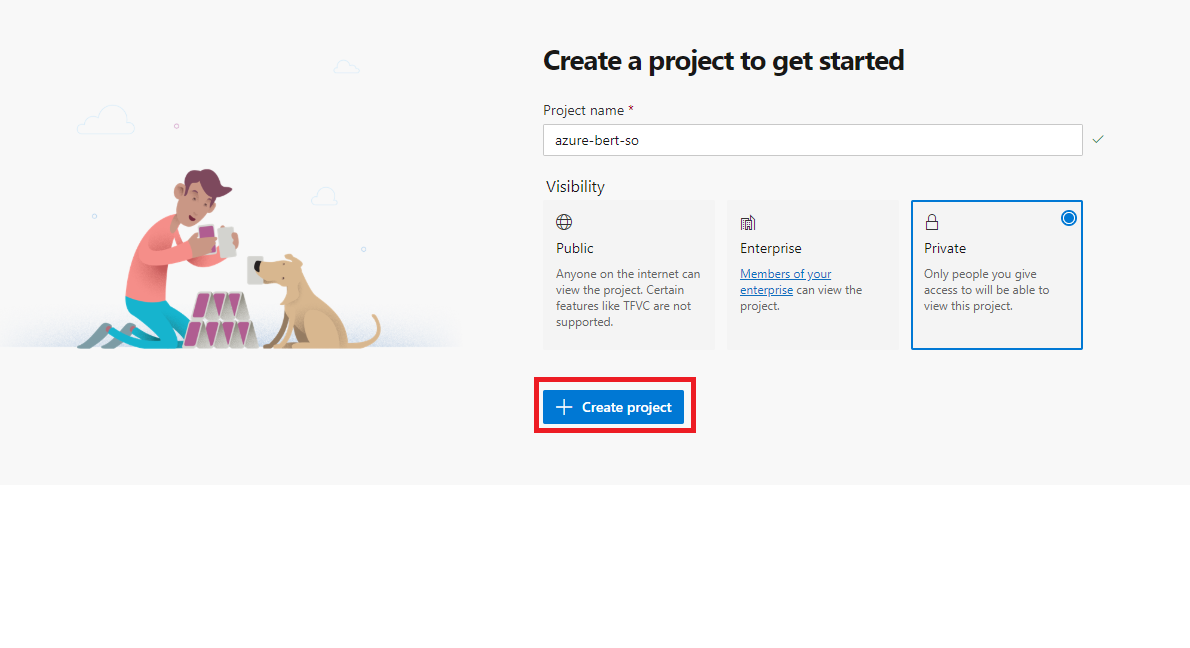 Create a project to get started
Project name *
azure-bert-so
Visibility
Public
Anyone on the internet can
view the project. Certain
features like TFVC are not
supported.
Enterprise
Members of your
enterprise can view the
project.
Private
Only people you give
access to will be able to
view this project.
Create project